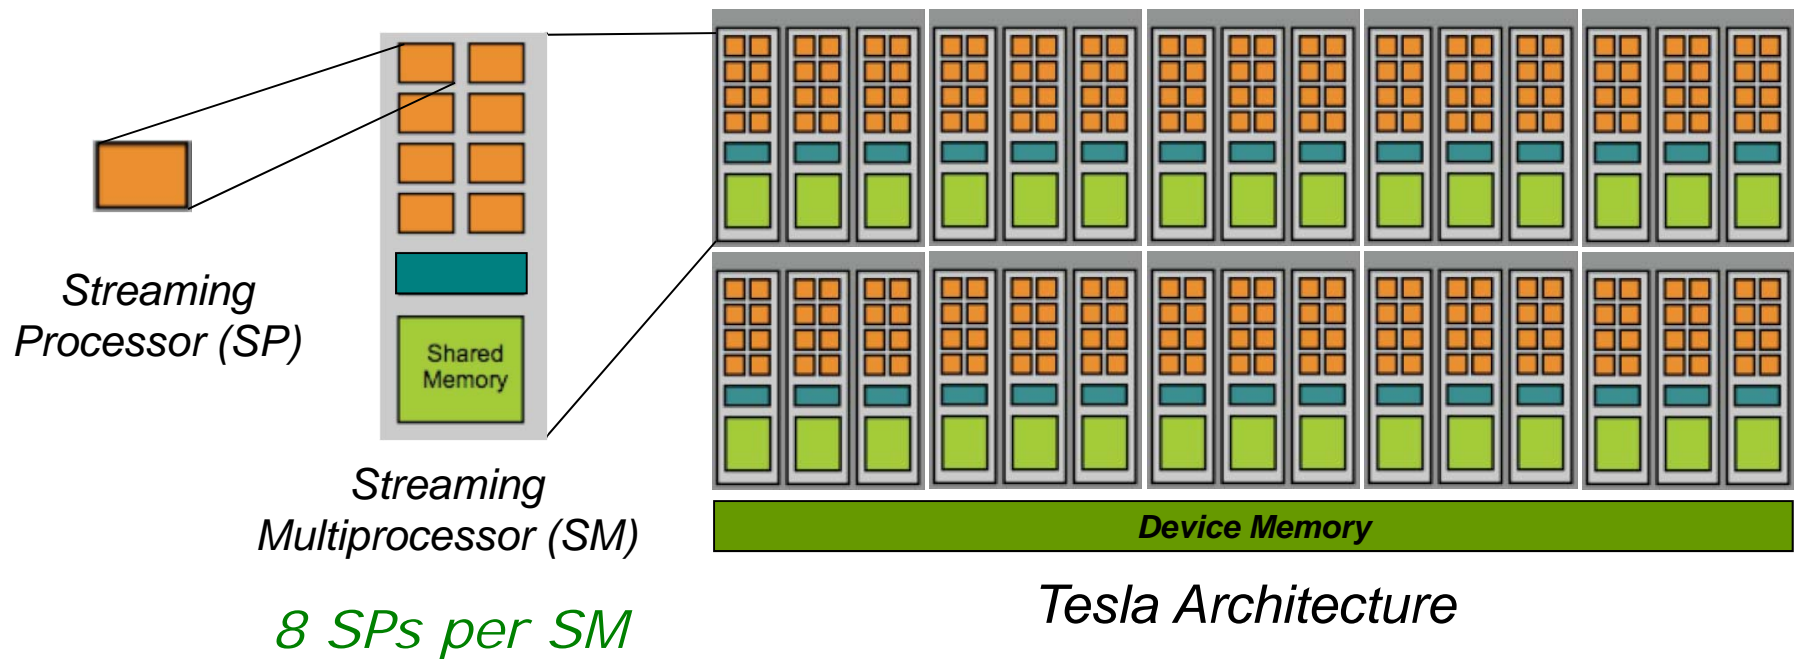 Streaming
Processor (SP)
Shared
Memory
Streaming
Multiprocessor (SM)
8 SPs per SM
Device Memory
Tesla Architecture